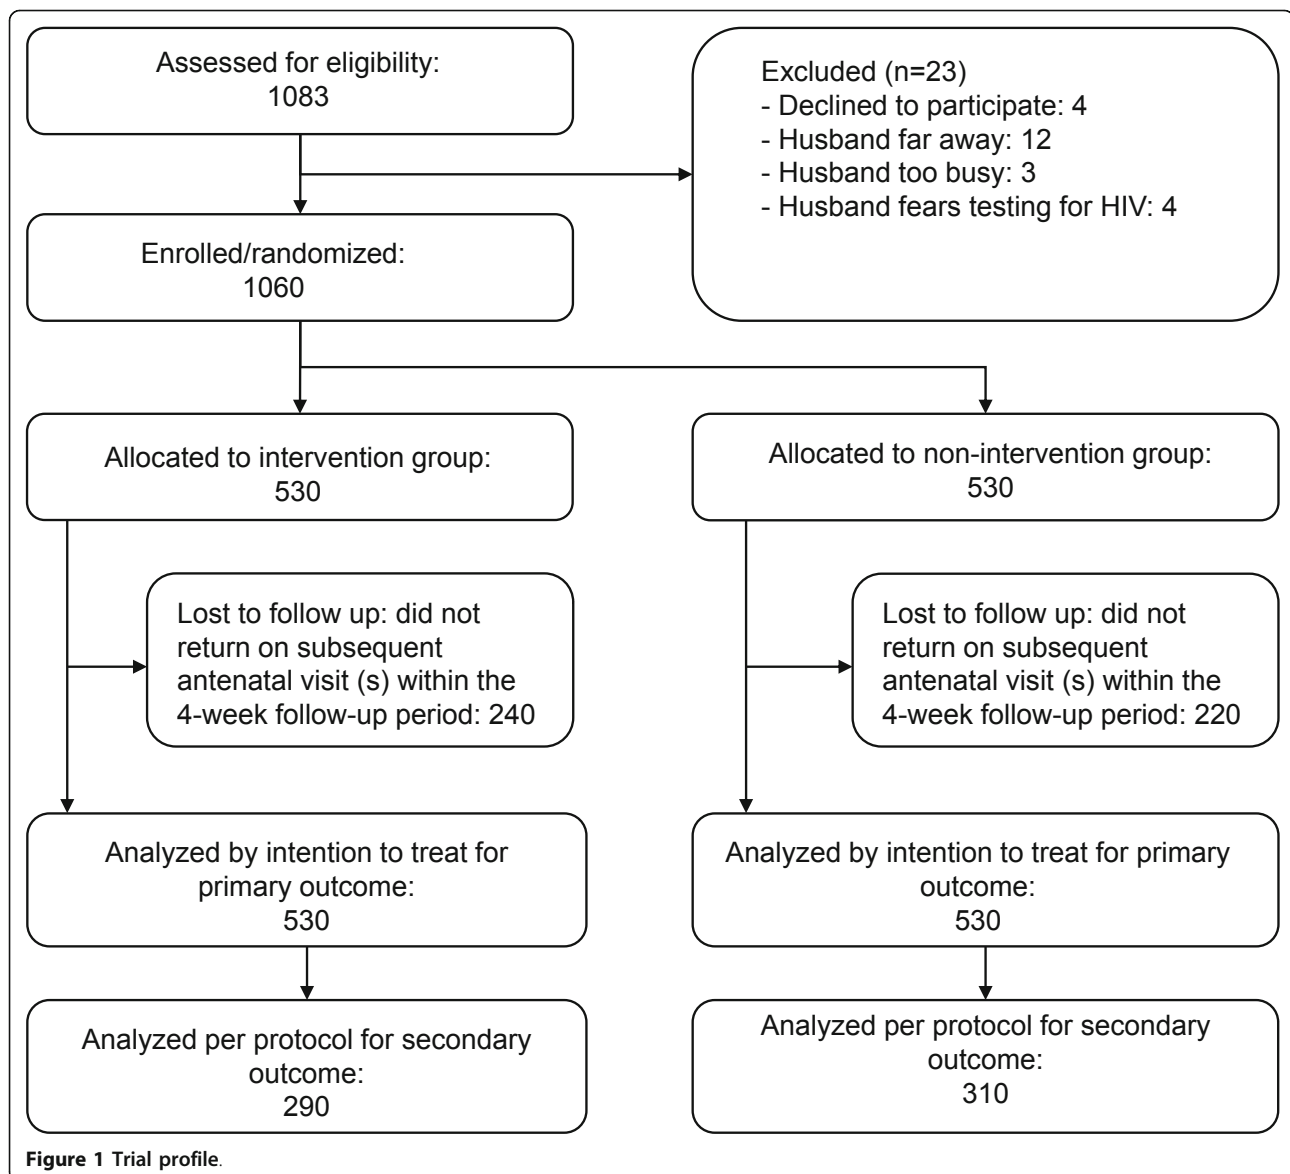 Assessed for eligibility:
1083
Excluded (n=23)
- Declined to participate: 4
- Husband far away: 12
- Husband too busy: 3
- Husband fears testing for HIV: 4
Enrolled/randomized:
1060
Allocated to intervention group:
530
Allocated to non-intervention group:
530
Lost to follow up: did not
return on subsequent
antenatal visit (s) within the
4-week follow-up period: 240
Lost to follow up: did not
return on subsequent
antenatal visit (s) within the
4-week follow-up period: 220
Analyzed by intention to treat for
primary outcome:
530
Analyzed by intention to treat for primary
outcome:
530
Analyzed per protocol for secondary
outcome:
290
Analyzed per protocol for secondary
outcome:
310
Figure 1 Trial profile.